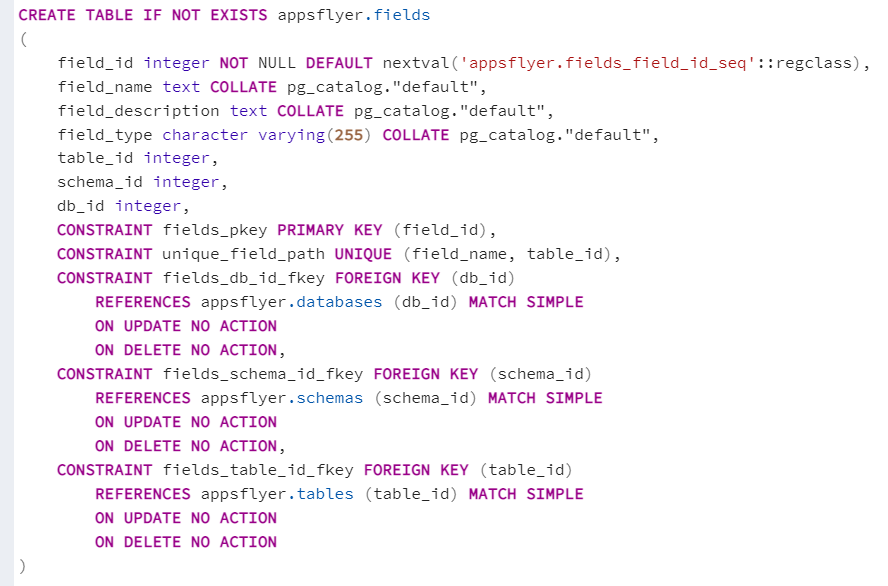 CREATE TABLE IF NOT EXISTS appsflyer.fields
(
    field_id integer NOT NULL DEFAULT nextval('appsflyer.fields_field_id_seq'::regclass),
    field_name text COLLATE pg_catalog."default",
    field_description text COLLATE pg_catalog."default",
    field_type character varying(255) COLLATE pg_catalog."default",
    table_id integer,
    schema_id integer,
    db_id integer,
    CONSTRAINT fields_pkey PRIMARY KEY (field_id),
    CONSTRAINT unique_field_path UNIQUE (field_name, table_id),
    CONSTRAINT fields_db_id_fkey FOREIGN KEY (db_id)
        REFERENCES appsflyer.databases (db_id) MATCH SIMPLE
        ON UPDATE NO ACTION
        ON DELETE NO ACTION,
    CONSTRAINT fields_schema_id_fkey FOREIGN KEY (schema_id)
        REFERENCES appsflyer.schemas (schema_id) MATCH SIMPLE
        ON UPDATE NO ACTION
        ON DELETE NO ACTION,
    CONSTRAINT fields_table_id_fkey FOREIGN KEY (table_id)
        REFERENCES appsflyer.tables (table_id) MATCH SIMPLE
        ON UPDATE NO ACTION
        ON DELETE NO ACTION
)